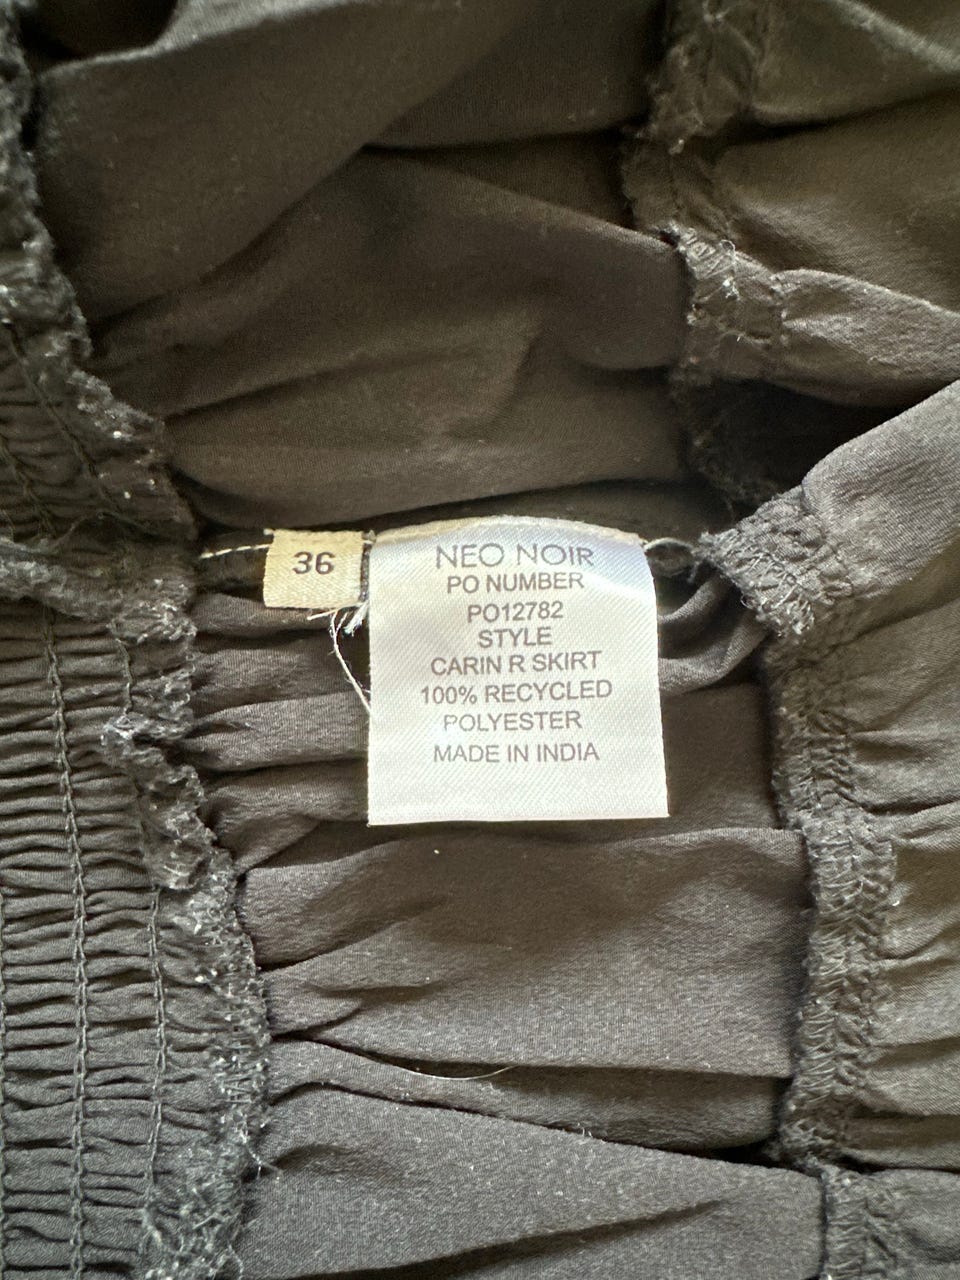 36
NEO NOIR
PO NUMBER
PO12782
STYLE
CARIN R SKIRT
100% RECYCLED
POLYESTER
MADE IN INDIA